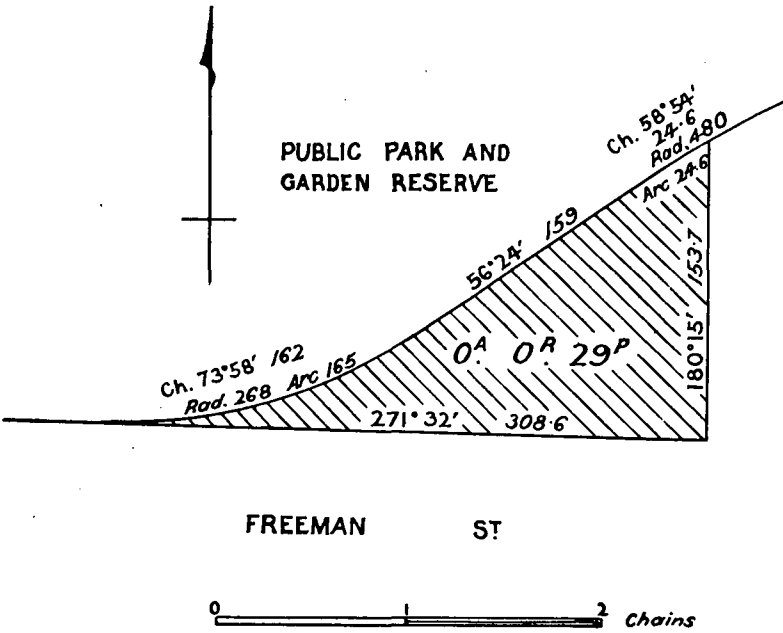 PUBLIC PARK AND
GARDEN RESERVE
Ch. 58°54'
24·6
Rad. 480
Arc 24·6
56°24' 159
180°15' 153·7
Ch. 73°58' 162
Rad. 268 Arc 165
0A. 0R. 29P
271°32' 308·6
FREEMAN ST
0 1 2 Chains